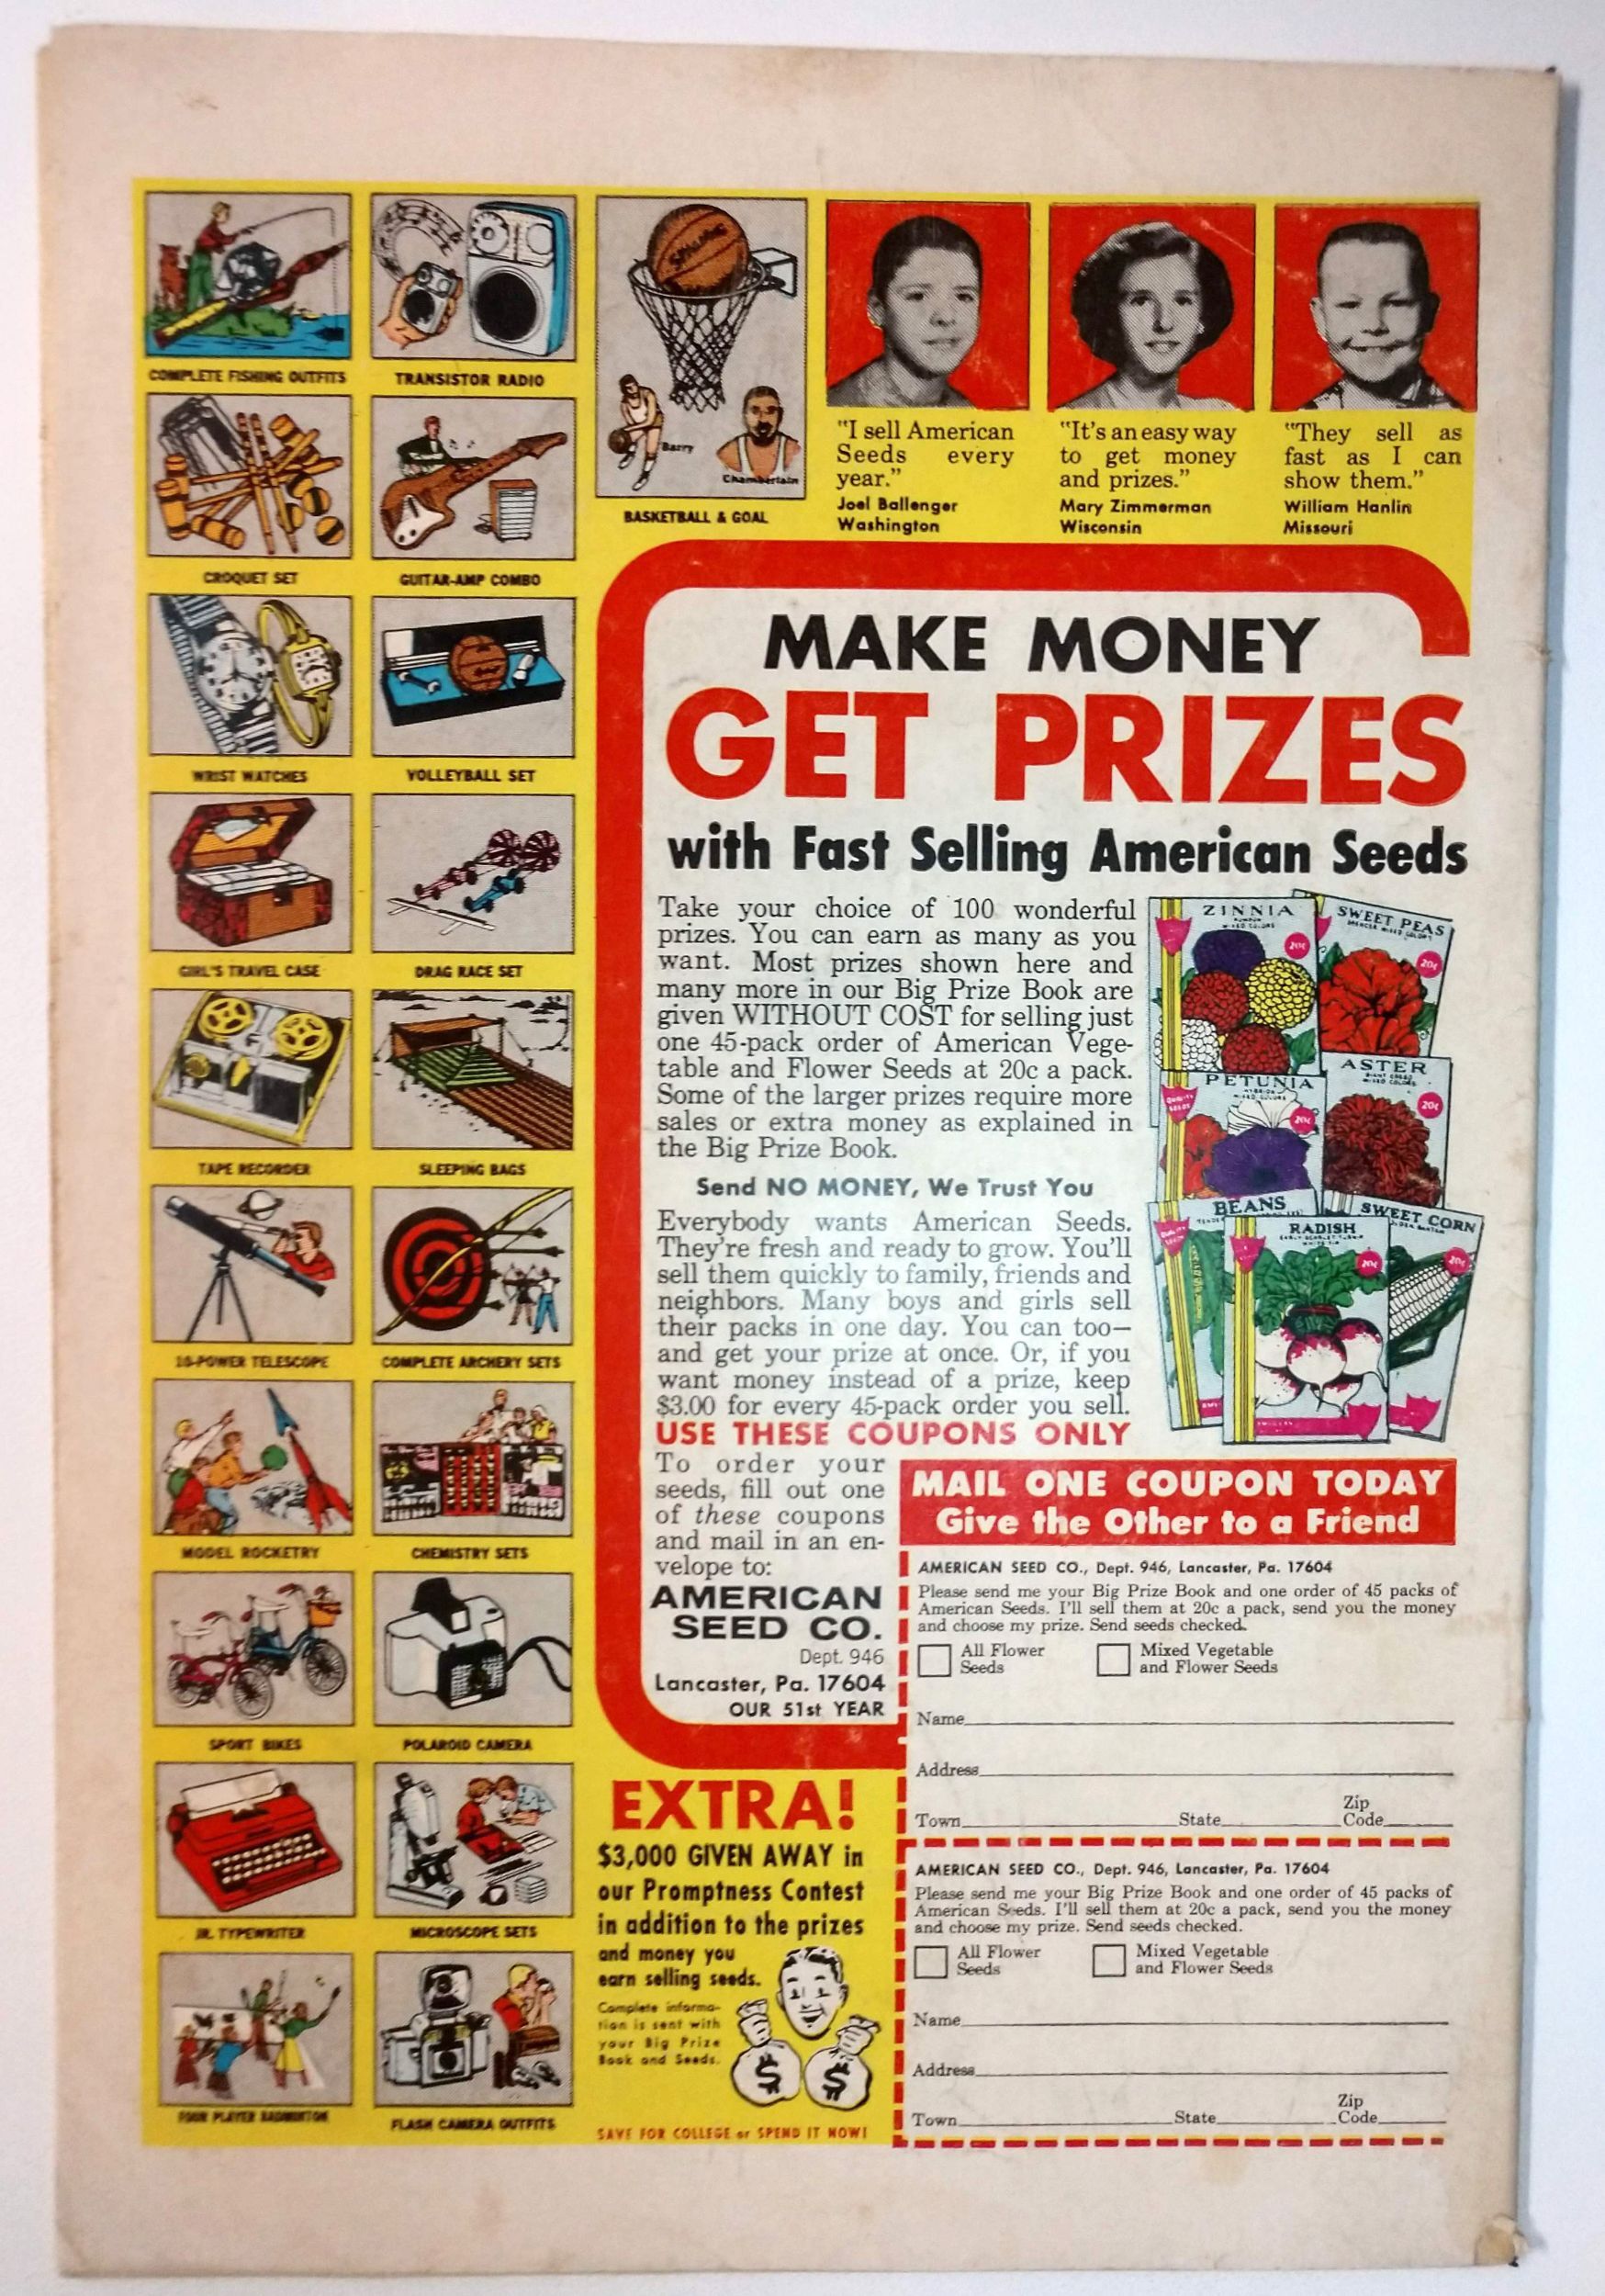 COMPLETE FISHING OUTFITS
TRANSISTOR RADIO
SPALDING
Barry
Chamberlain
BASKETBALL & GOAL
"I sell American
Seeds every
year."
Joel Ballenger
Washington
"It's an easy way
to get money
and prizes."
Mary Zimmerman
Wisconsin
"They sell as
fast as I can
show them."
William Hanlin
Missouri
CROQUET SET
GUITAR-AMP COMBO
WRIST WATCHES
VOLLEYBALL SET
GIRL'S TRAVEL CASE
DRAG RACE SET
TAPE RECORDER
SLEEPING BAGS
10-POWER TELESCOPE
COMPLETE ARCHERY SETS
MODEL ROCKETRY
CHEMISTRY SETS
SPORT BIKES
POLAROID CAMERA
JR. TYPEWRITER
MICROSCOPE SETS
FOUR PLAYER BADMINTON
FLASH CAMERA OUTFITS
MAKE MONEY
GET PRIZES
with Fast Selling American Seeds
Take your choice of 100 wonderful
prizes. You can earn as many as you
want. Most prizes shown here and
many more in our Big Prize Book are
given WITHOUT COST for selling just
one 45-pack order of American Vege-
table and Flower Seeds at 20c a pack.
Some of the larger prizes require more
sales or extra money as explained in
the Big Prize Book.
Send NO MONEY, We Trust You
Everybody wants American Seeds.
They're fresh and ready to grow. You'll
sell them quickly to family, friends and
neighbors. Many boys and girls sell
their packs in one day. You can too—
and get your prize at once. Or, if you
want money instead of a prize, keep
$3.00 for every 45-pack order you sell.
USE THESE COUPONS ONLY
To order your
seeds, fill out one
of these coupons
and mail in an en-
velope to:
AMERICAN
SEED CO.
Dept. 946
Lancaster, Pa. 17604
OUR 51st YEAR
ZINNIA
MIXED COLORS
20¢
SWEET PEAS
SPENCER MIXED COLORS
20¢
PETUNIA
MIXED COLORS
20¢
ASTER
MIXED COLORS
20¢
BEANS
RADISH
20¢
SWEET CORN
20¢
MAIL ONE COUPON TODAY
Give the Other to a Friend
AMERICAN SEED CO., Dept. 946, Lancaster, Pa. 17604
Please send me your Big Prize Book and one order of 45 packs of
American Seeds. I'll sell them at 20c a pack, send you the money
and choose my prize. Send seeds checked.
All Flower
Seeds
Mixed Vegetable
and Flower Seeds
Name
Address
Town State Zip
Code
AMERICAN SEED CO., Dept. 946, Lancaster, Pa. 17604
Please send me your Big Prize Book and one order of 45 packs of
American Seeds. I'll sell them at 20c a pack, send you the money
and choose my prize. Send seeds checked.
All Flower
Seeds
Mixed Vegetable
and Flower Seeds
Name
Address
Town State Zip
Code
EXTRA!
$3,000 GIVEN AWAY in
our Promptness Contest
in addition to the prizes
and money you
earn selling seeds.
Complete informa-
tion is sent with
your Big Prize
Book and Seeds.
$ $
SAVE FOR COLLEGE or SPEND IT NOW!